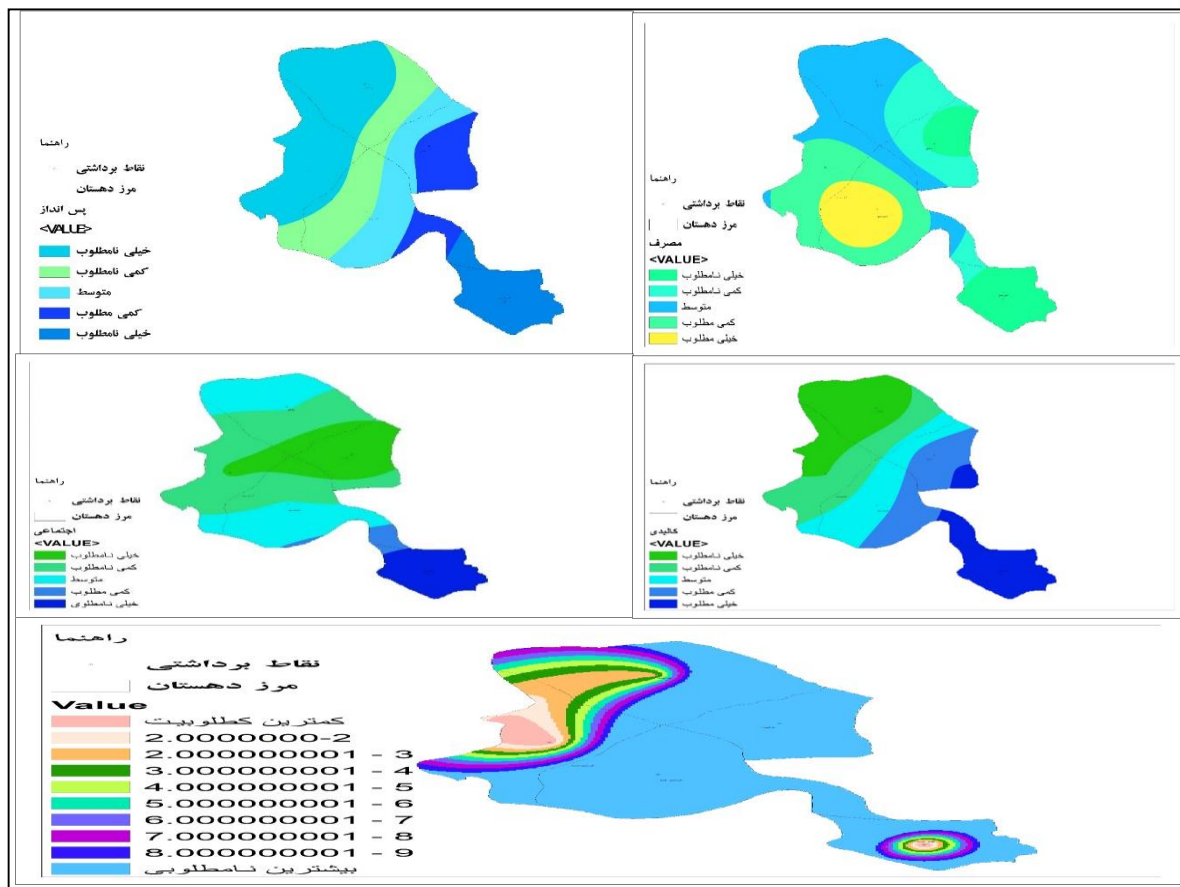 راهنما
نقاط برداشتی
مرز دهستان
پس انداز
<VALUE>
خیلی نامطلوب
کمی نامطلوب
متوسط
کمی مطلوب
خیلی نامطلوب
راهنما
نقاط برداشتی
مرز دهستان
مصرف
<VALUE>
خیلی نامطلوب
کمی نامطلوب
متوسط
کمی مطلوب
خیلی مطلوب
راهنما
نقاط برداشتی
مرز دهستان
اجتماعی
<VALUE>
خیلی نامطلوب
کمی نامطلوب
متوسط
کمی مطلوب
خیلی نامطلوی
راهنما
نقاط برداشتی
مرز دهستان
کالبدی
<VALUE>
خیلی نامطلوب
کمی نامطلوب
متوسط
کمی مطلوب
خیلی مطلوب
راهنما
نقاط برداشتی
مرز دهستان
Value
کمترین کطلوبیت
2.0000000-2
2.000000001 - 3
3.000000001 - 4
4.000000001 - 5
5.000000001 - 6
6.000000001 - 7
7.000000001 - 8
8.000000001 - 9
بیشترین نامطلوبی